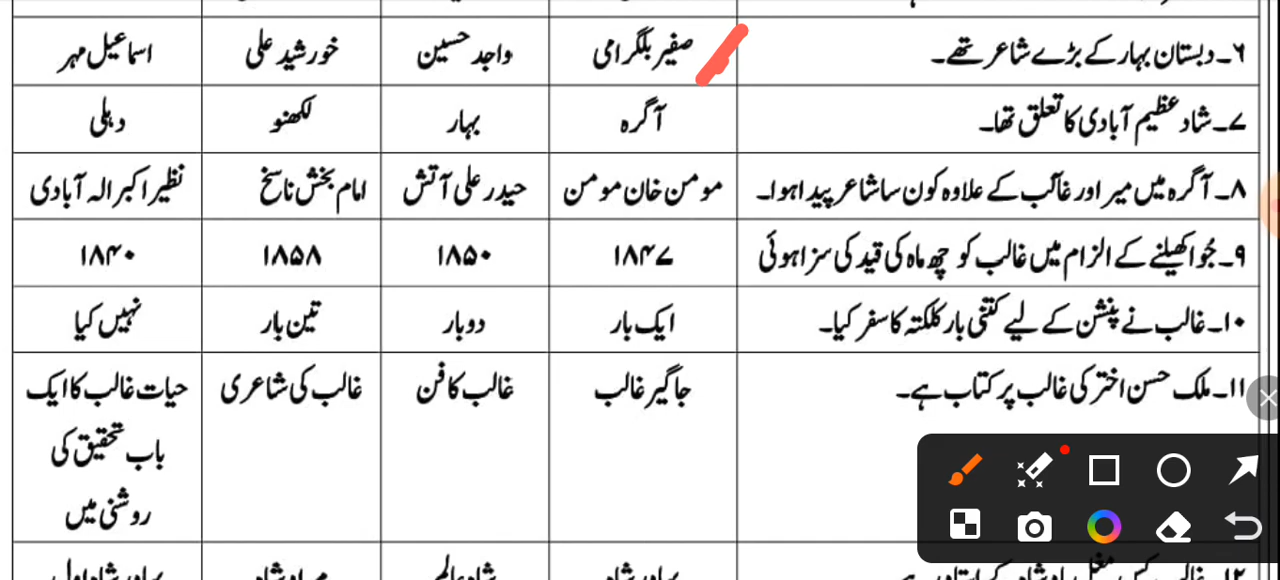 ۶۔ دبستان بہار کے بڑے شاعر تھے۔ صفیر بلگرامی واجد حسین خورشید علی اسماعیل مہر
۷۔ شاد عظیم آبادی کا تعلق تھا۔ آگرہ بہار لکھنو دہلی
۸۔ آگرہ میں میر اور غالب کے علاوہ کون سا شاعر پیدا ہوا۔ مومن خان مومن حیدر علی آتش امام بخش ناسخ نظیر اکبر الہ آبادی
۹۔ جُوا کھیلنے کے الزام میں غالب کو چھ ماہ کی قید کی سزا ہوئی ۱۸۴۷ ۱۸۵۰ ۱۸۵۸ ۱۸۴۰
۱۰۔ غالب نے پنشن کے لیے کتنی بار کلکتہ کا سفر کیا۔ ایک بار دو بار تین بار نہیں کیا
۱۱۔ ملک حسن اختر کی غالب پر کتاب ہے۔ جاگیر غالب غالب کا فن غالب کی شاعری حیات غالب کا ایک
باب تحقیق کی
روشنی میں